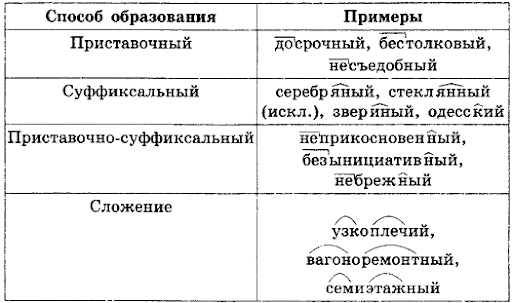 Способ образования Примеры
Приставочный досрочный, бестолковый,
несъедобный
Суффиксальный серебряный, стеклянный
(искл.), звериный, одесский
Приставочно-суффиксальный неприкосновенный,
безынициативный,
небрежный
Сложение
узкоплечий,
вагоноремонтный,
семиэтажный